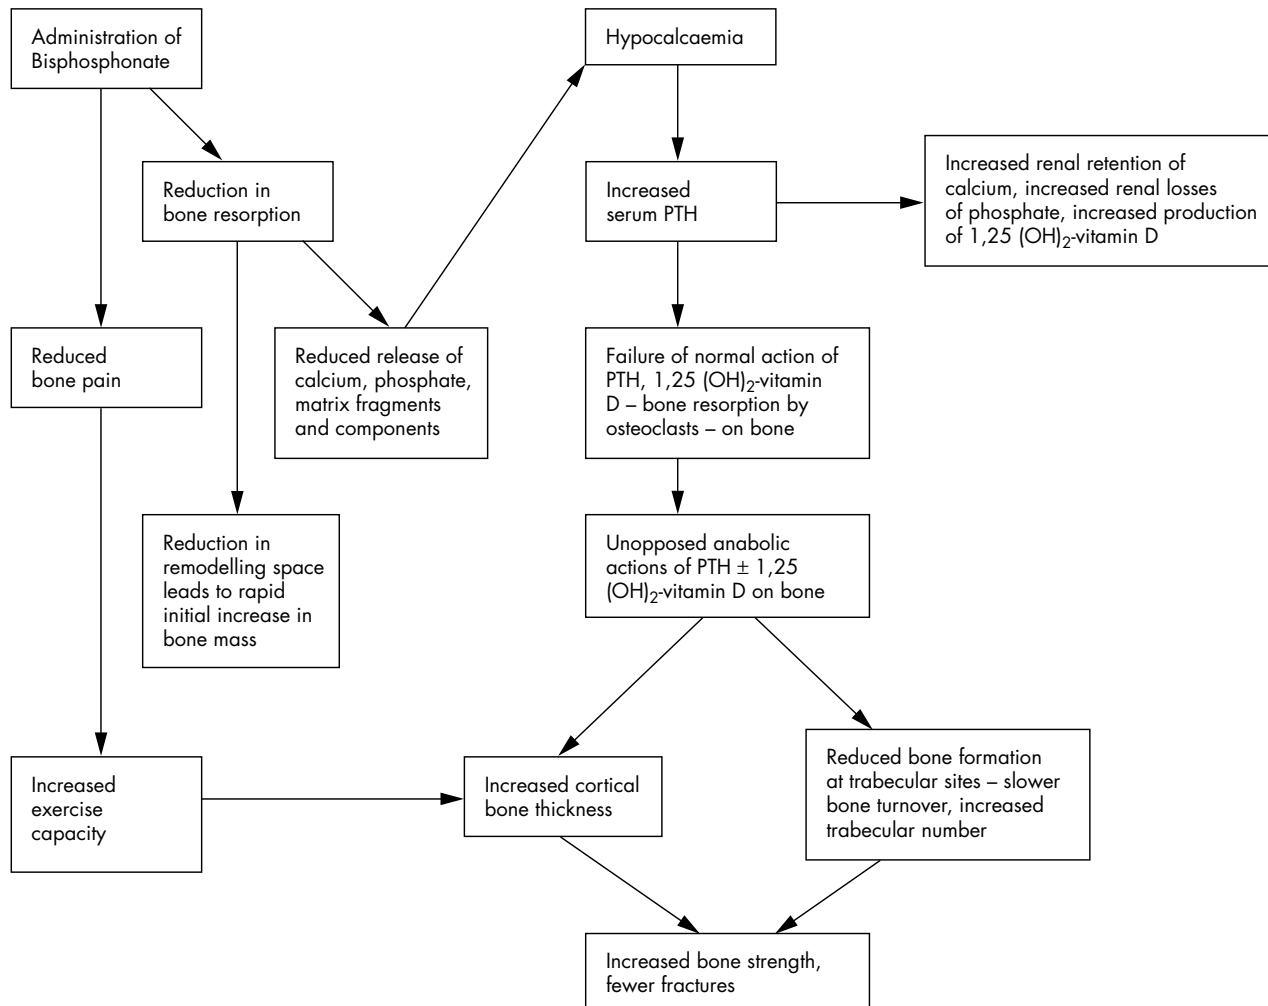 Administration of
Bisphosphonate
Hypocalcaemia
Reduction in
bone resorption
Increased
serum PTH
Increased renal retention of
calcium, increased renal losses
of phosphate, increased production
of 1,25 (OH)₂-vitamin D
Reduced
bone pain
Reduced release of
calcium, phosphate,
matrix fragments
and components
Failure of normal action of
PTH, 1,25 (OH)₂-vitamin
D – bone resorption by
osteoclasts – on bone
Reduction in
remodelling space
leads to rapid
initial increase in
bone mass
Unopposed anabolic
actions of PTH ± 1,25
(OH)₂-vitamin D on bone
Increased
exercise
capacity
Increased cortical
bone thickness
Reduced bone formation
at trabecular sites – slower
bone turnover, increased
trabecular number
Increased bone strength,
fewer fractures